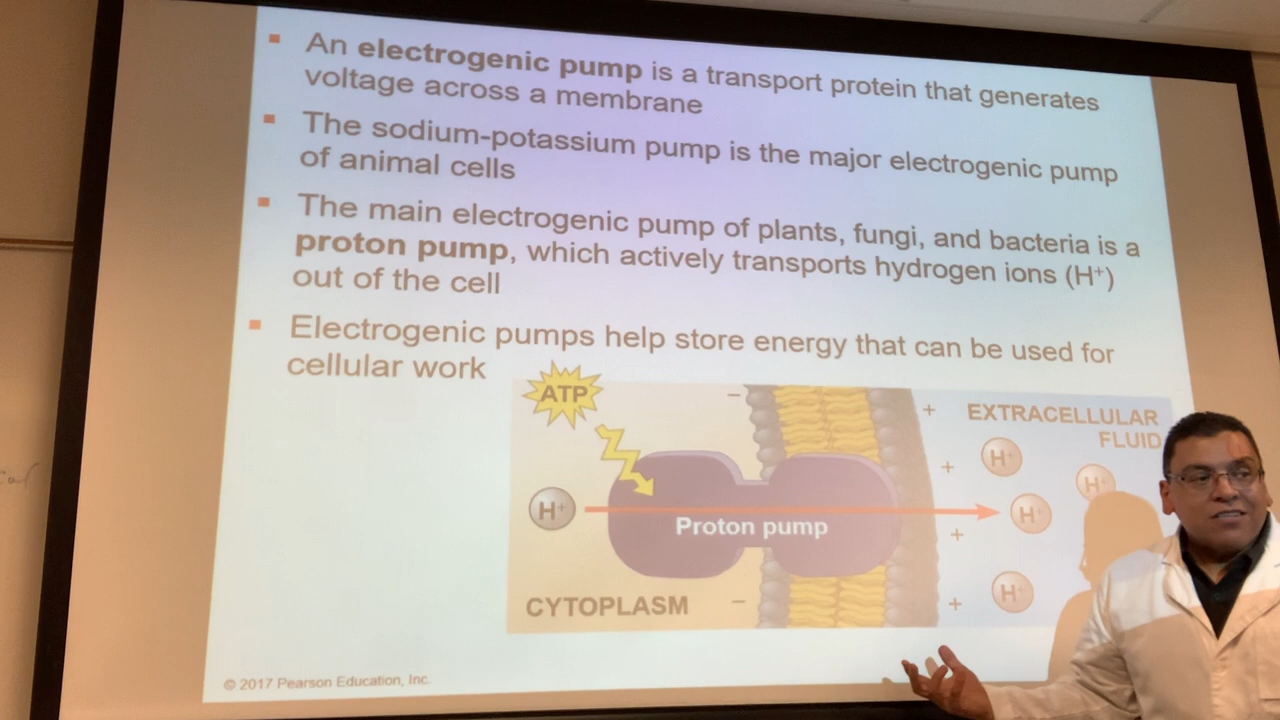 An electrogenic pump is a transport protein that generates
voltage across a membrane
The sodium-potassium pump is the major electrogenic pump
of animal cells
The main electrogenic pump of plants, fungi, and bacteria is a
proton pump, which actively transports hydrogen ions (H⁺)
out of the cell
Electrogenic pumps help store energy that can be used for
cellular work
ATP
−
+
EXTRACELLULAR
FLUID
H⁺
+
H⁺
H⁺
Proton pump
H⁺
+
H⁺
CYTOPLASM
−
+
© 2017 Pearson Education, Inc.